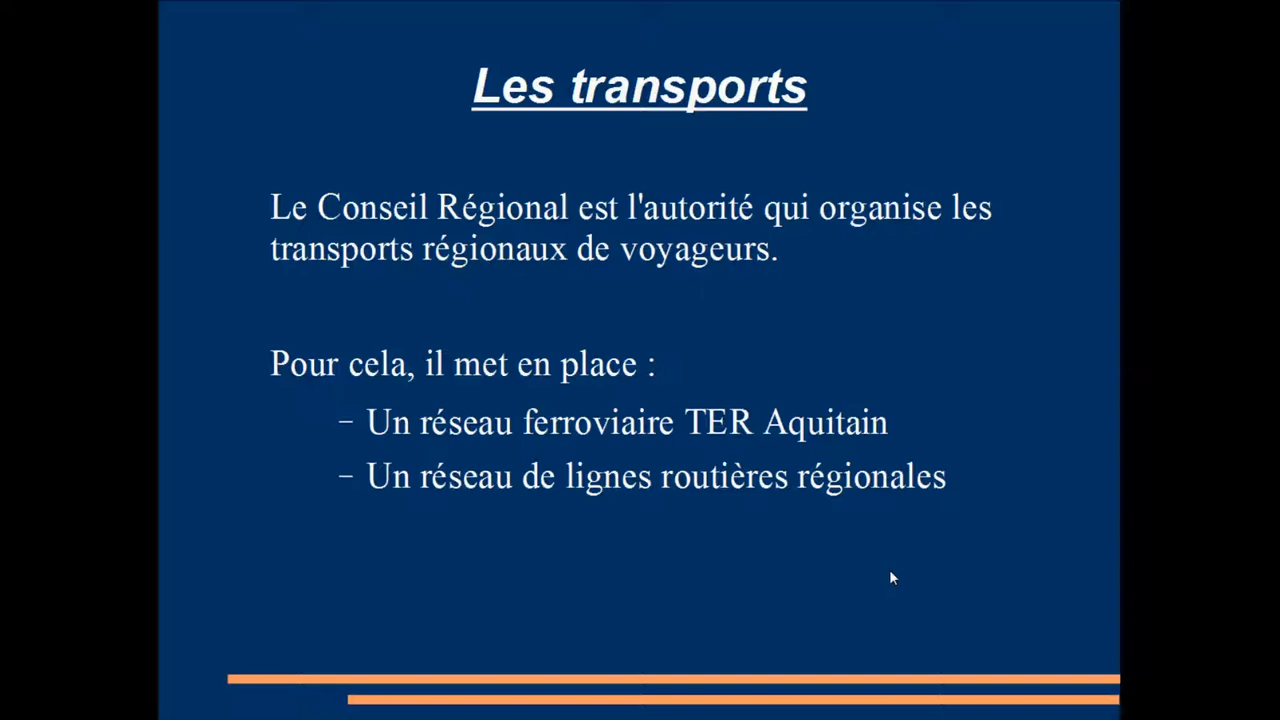 Les transports
Le Conseil Régional est l'autorité qui organise les
transports régionaux de voyageurs.
Pour cela, il met en place :
– Un réseau ferroviaire TER Aquitain
– Un réseau de lignes routières régionales